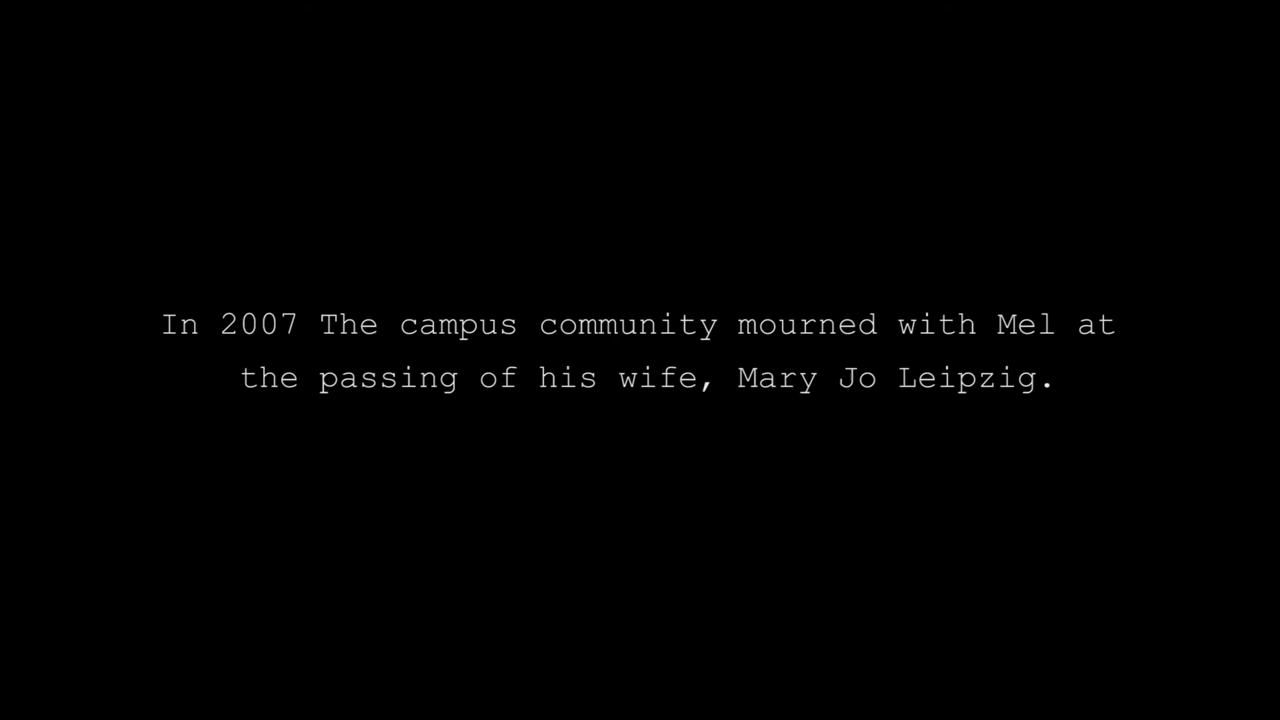 In 2007 The campus community mourned with Mel at
the passing of his wife, Mary Jo Leipzig.